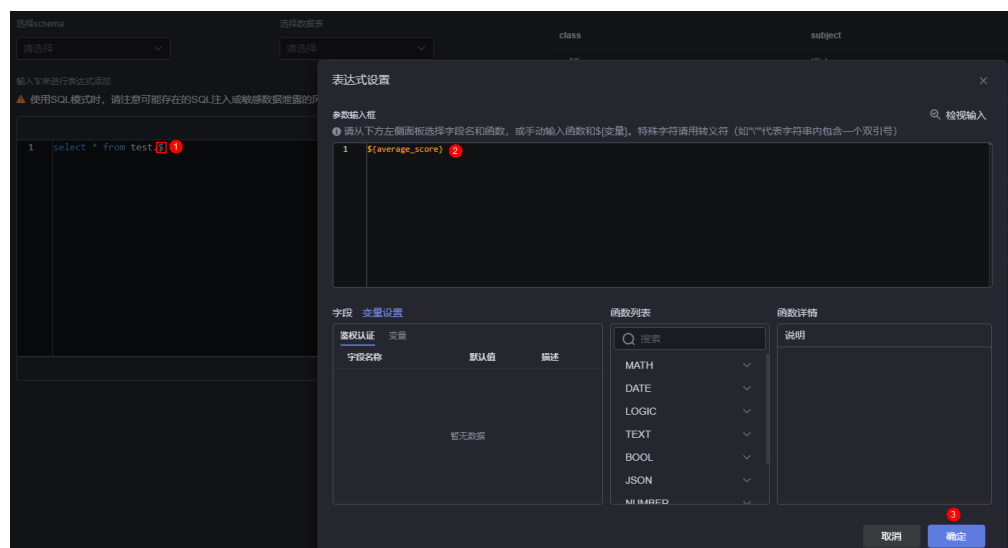 选择schema
选择数据表
class
subject
请选择
请选择
输入'$'来进行表达式添加
使用SQL模式时，请注意可能存在的SQL注入或敏感数据泄露的风
1 select * from test.$ 1
表达式设置
参数输入框
检视输入
请从下方左侧面板选择字段名和函数，或手动输入函数和${变量}。特殊字符请用转义符（如"\""代表字符串内包含一个双引号）
1 ${average_score} 2
字段 变量设置
函数列表
函数详情
鉴权认证 变量
搜索
说明
字段名称 默认值 描述
MATH
DATE
LOGIC
暂无数据
TEXT
BOOL
JSON
NUMBER
3
取消 确定